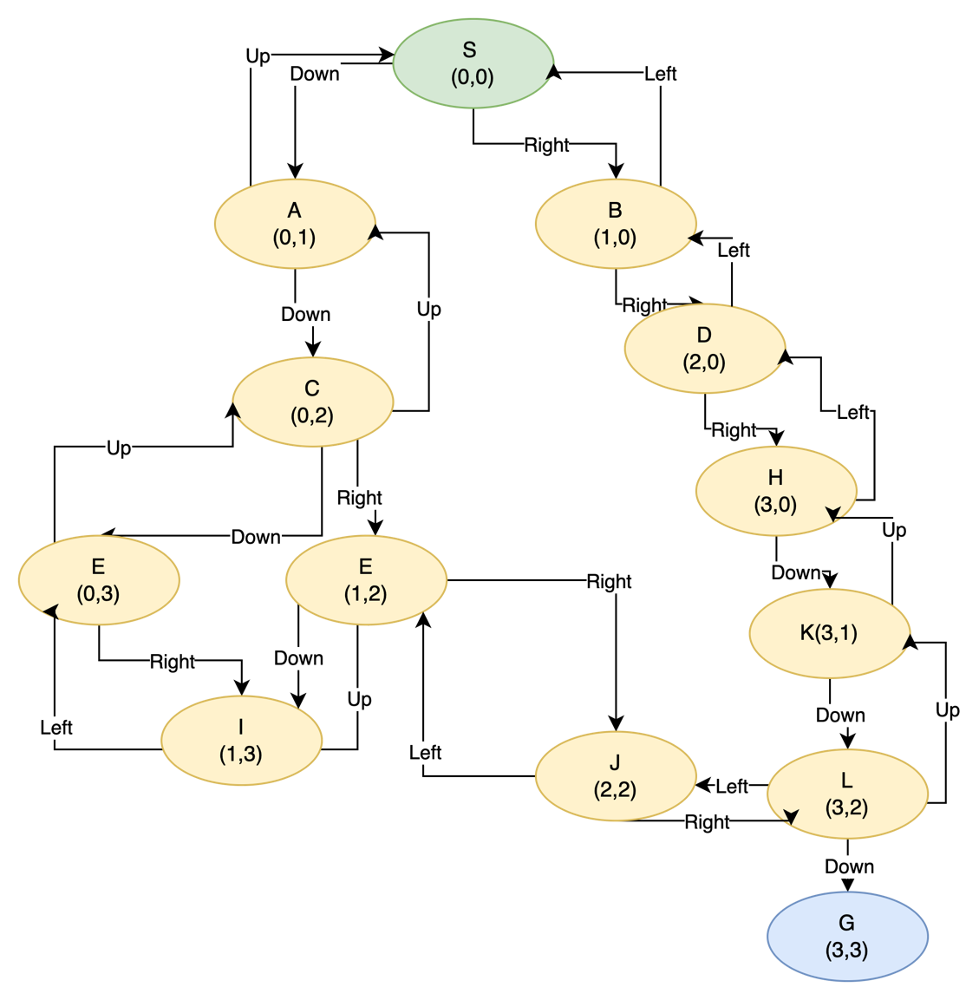 S
(0,0)
Up
Down
Left
Right
A
(0,1)
B
(1,0)
Left
Down
Up
Right
D
(2,0)
C
(0,2)
Left
Right
Up
H
(3,0)
Right
Down
Up
E
(0,3)
E
(1,2)
Down
Right
K(3,1)
Right
Down
Up
Down
Up
Left
I
(1,3)
Left
J
(2,2)
Left
L
(3,2)
Right
Down
G
(3,3)